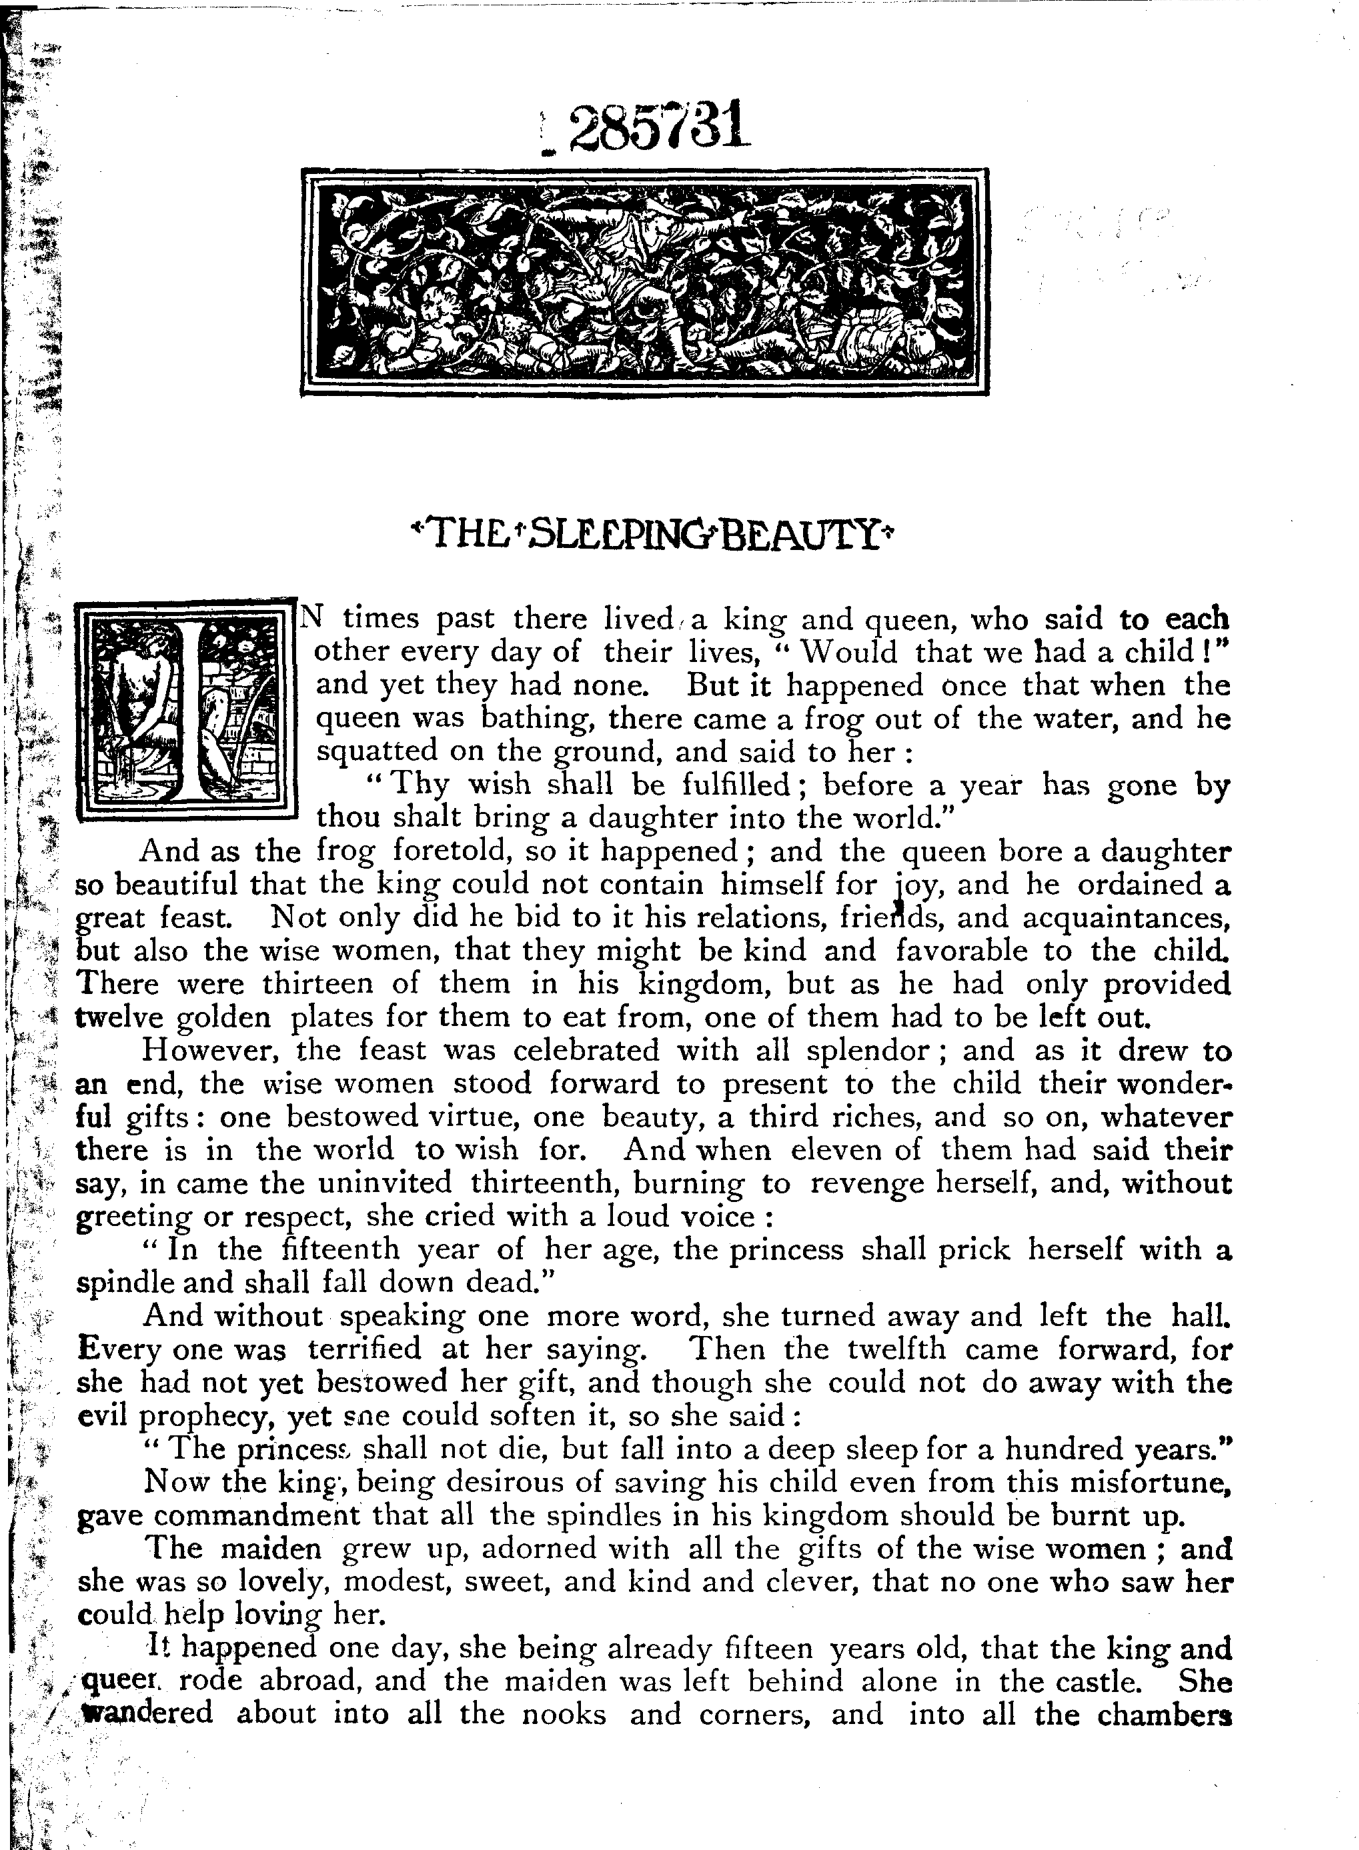 285731
THE SLEEPING BEAUTY
IN times past there lived a king and queen, who said to each
other every day of their lives, “ Would that we had a child !”
and yet they had none. But it happened once that when the
queen was bathing, there came a frog out of the water, and he
squatted on the ground, and said to her :
“ Thy wish shall be fulfilled ; before a year has gone by
thou shalt bring a daughter into the world.”
And as the frog foretold, so it happened ; and the queen bore a daughter
so beautiful that the king could not contain himself for joy, and he ordained a
great feast. Not only did he bid to it his relations, friends, and acquaintances,
but also the wise women, that they might be kind and favorable to the child.
There were thirteen of them in his kingdom, but as he had only provided
twelve golden plates for them to eat from, one of them had to be left out.
However, the feast was celebrated with all splendor ; and as it drew to
an end, the wise women stood forward to present to the child their wonder-
ful gifts : one bestowed virtue, one beauty, a third riches, and so on, whatever
there is in the world to wish for. And when eleven of them had said their
say, in came the uninvited thirteenth, burning to revenge herself, and, without
greeting or respect, she cried with a loud voice :
“ In the fifteenth year of her age, the princess shall prick herself with a
spindle and shall fall down dead.”
And without speaking one more word, she turned away and left the hall.
Every one was terrified at her saying. Then the twelfth came forward, for
she had not yet bestowed her gift, and though she could not do away with the
evil prophecy, yet she could soften it, so she said :
“ The princess shall not die, but fall into a deep sleep for a hundred years.”
Now the king, being desirous of saving his child even from this misfortune,
gave commandment that all the spindles in his kingdom should be burnt up.
The maiden grew up, adorned with all the gifts of the wise women ; and
she was so lovely, modest, sweet, and kind and clever, that no one who saw her
could help loving her.
It happened one day, she being already fifteen years old, that the king and
queen rode abroad, and the maiden was left behind alone in the castle. She
wandered about into all the nooks and corners, and into all the chambers